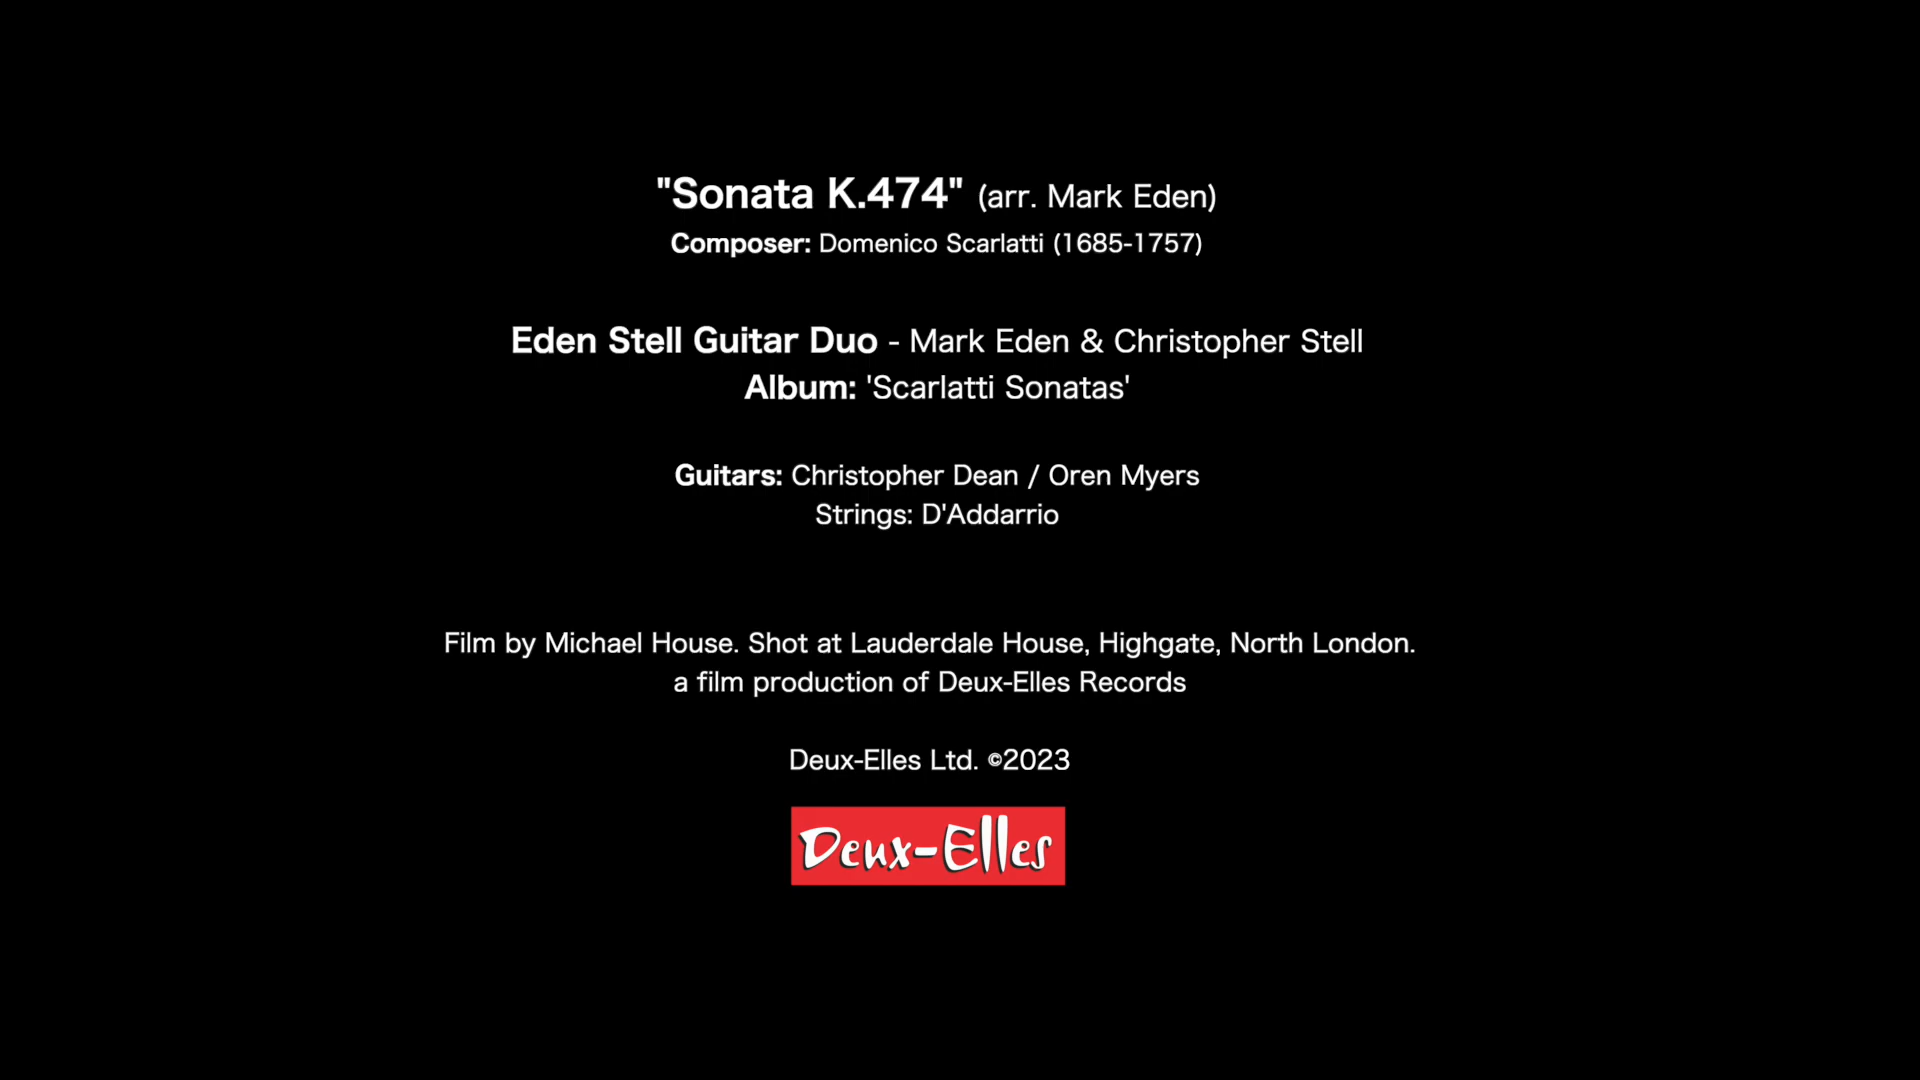 "Sonata K.474" (arr. Mark Eden)
Composer: Domenico Scarlatti (1685-1757)
Eden Stell Guitar Duo - Mark Eden & Christopher Stell
Album: 'Scarlatti Sonatas'
Guitars: Christopher Dean / Oren Myers
Strings: D'Addarrio
Film by Michael House. Shot at Lauderdale House, Highgate, North London.
a film production of Deux-Elles Records
Deux-Elles Ltd. ©2023
Deux-Elles